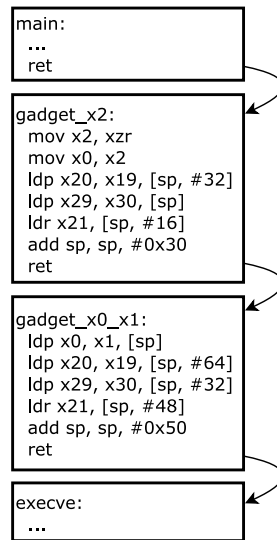 main:
...
ret
gadget_x2:
mov x2, xzr
mov x0, x2
ldp x20, x19, [sp, #32]
ldp x29, x30, [sp]
ldr x21, [sp, #16]
add sp, sp, #0x30
ret
gadget_x0_x1:
ldp x0, x1, [sp]
ldp x20, x19, [sp, #64]
ldp x29, x30, [sp, #32]
ldr x21, [sp, #48]
add sp, sp, #0x50
ret
execve:
...